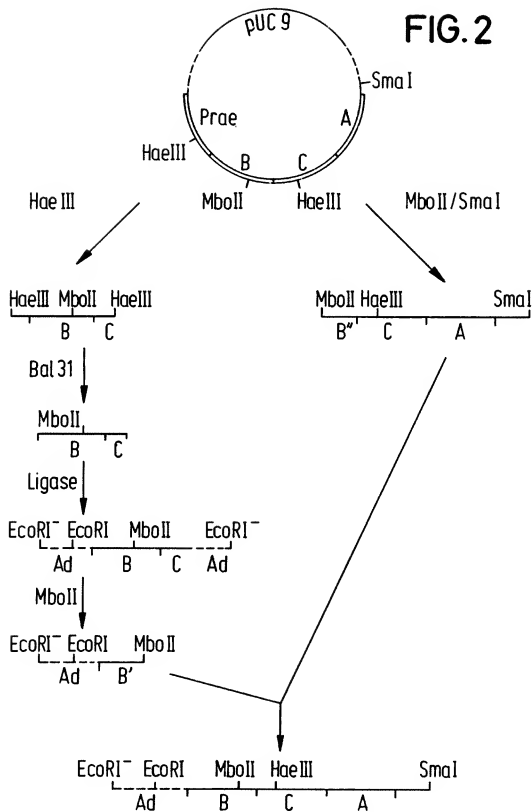 FIG. 2
pUC 9
Sma I
Prae A
HaeIII
B C
MboII HaeIII
Hae III MboII/SmaI
HaeIII MboII HaeIII
B C
MboII HaeIII SmaI
B" C A
Bal 31
MboII
B C
Ligase
EcoRI⁻ EcoRI MboII EcoRI⁻
Ad B C Ad
MboII
EcoRI⁻ EcoRI MboII
Ad B'
EcoRI⁻ EcoRI MboII HaeIII SmaI
Ad B C A